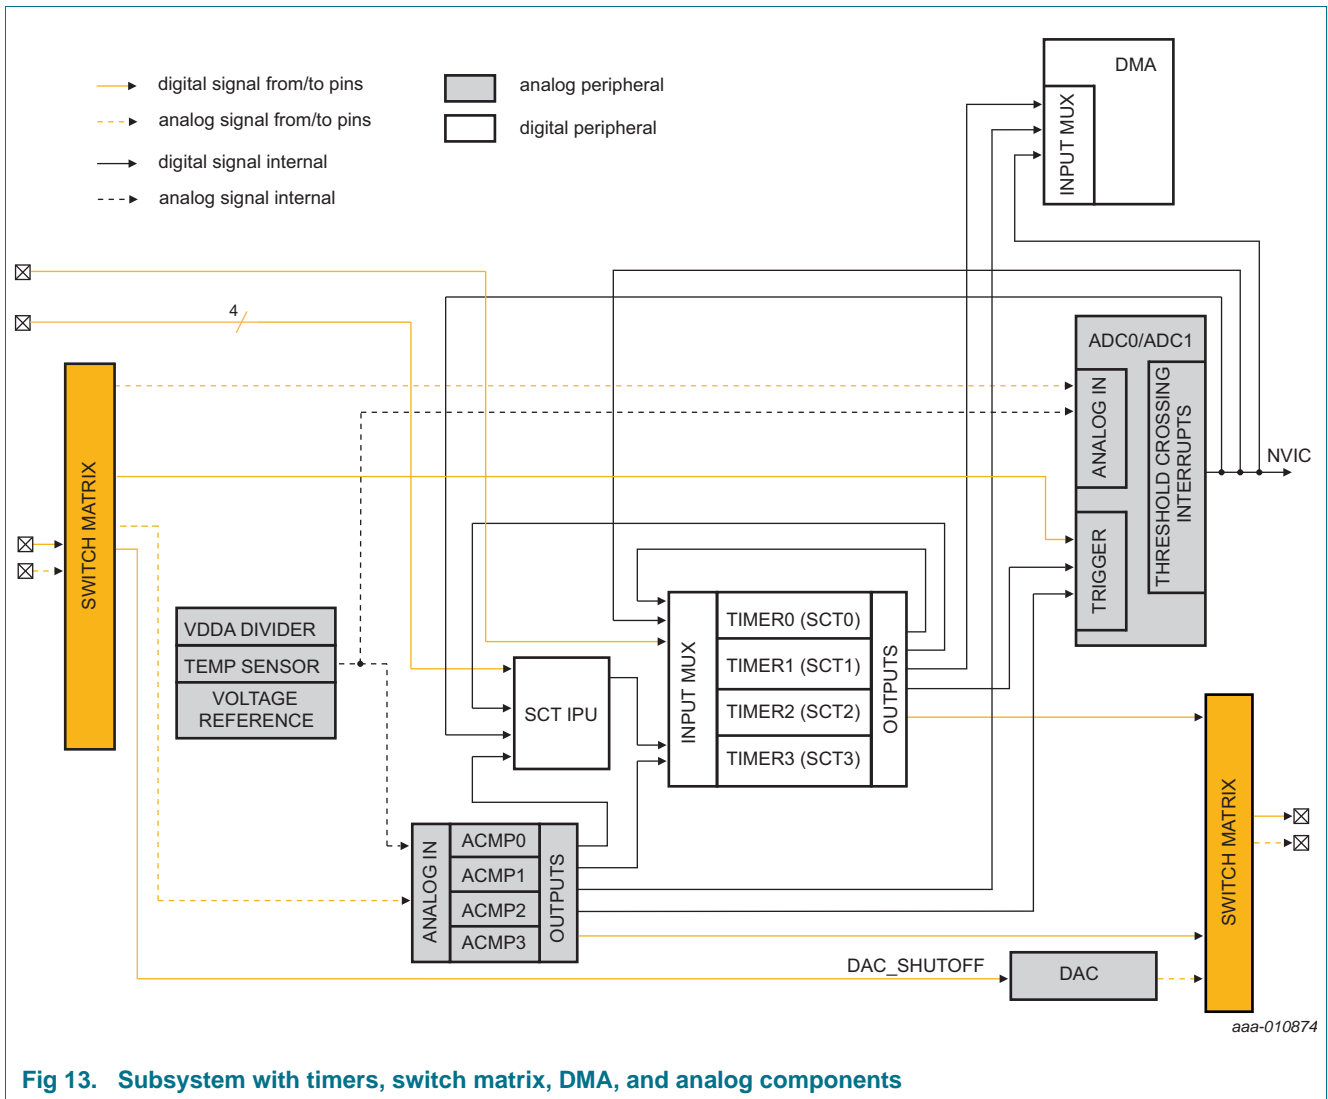 DMA
INPUT MUX
digital signal from/to pins
analog signal from/to pins
digital signal internal
analog signal internal
analog peripheral
digital peripheral
4
ADC0/ADC1
ANALOG IN
THRESHOLD CROSSING
INTERRUPTS
TRIGGER
NVIC
SWITCH MATRIX
VDDA DIVIDER
TEMP SENSOR
VOLTAGE
REFERENCE
SCT IPU
INPUT MUX
TIMER0 (SCT0)
TIMER1 (SCT1)
TIMER2 (SCT2)
TIMER3 (SCT3)
OUTPUTS
ANALOG IN
ACMP0
ACMP1
ACMP2
ACMP3
OUTPUTS
SWITCH MATRIX
DAC_SHUTOFF
DAC
aaa-010874
Fig 13. Subsystem with timers, switch matrix, DMA, and analog components